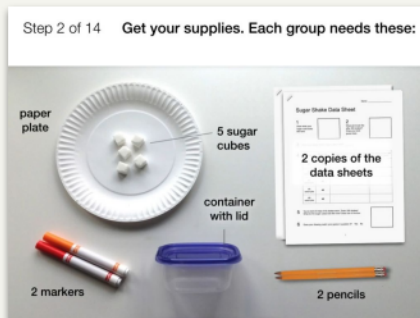 Step 2 of 14 Get your supplies. Each group needs these:
paper
plate
5 sugar
cubes
Sugar Shake Data Sheet
2 copies of the
data sheets
container
with lid
2 markers
2 pencils